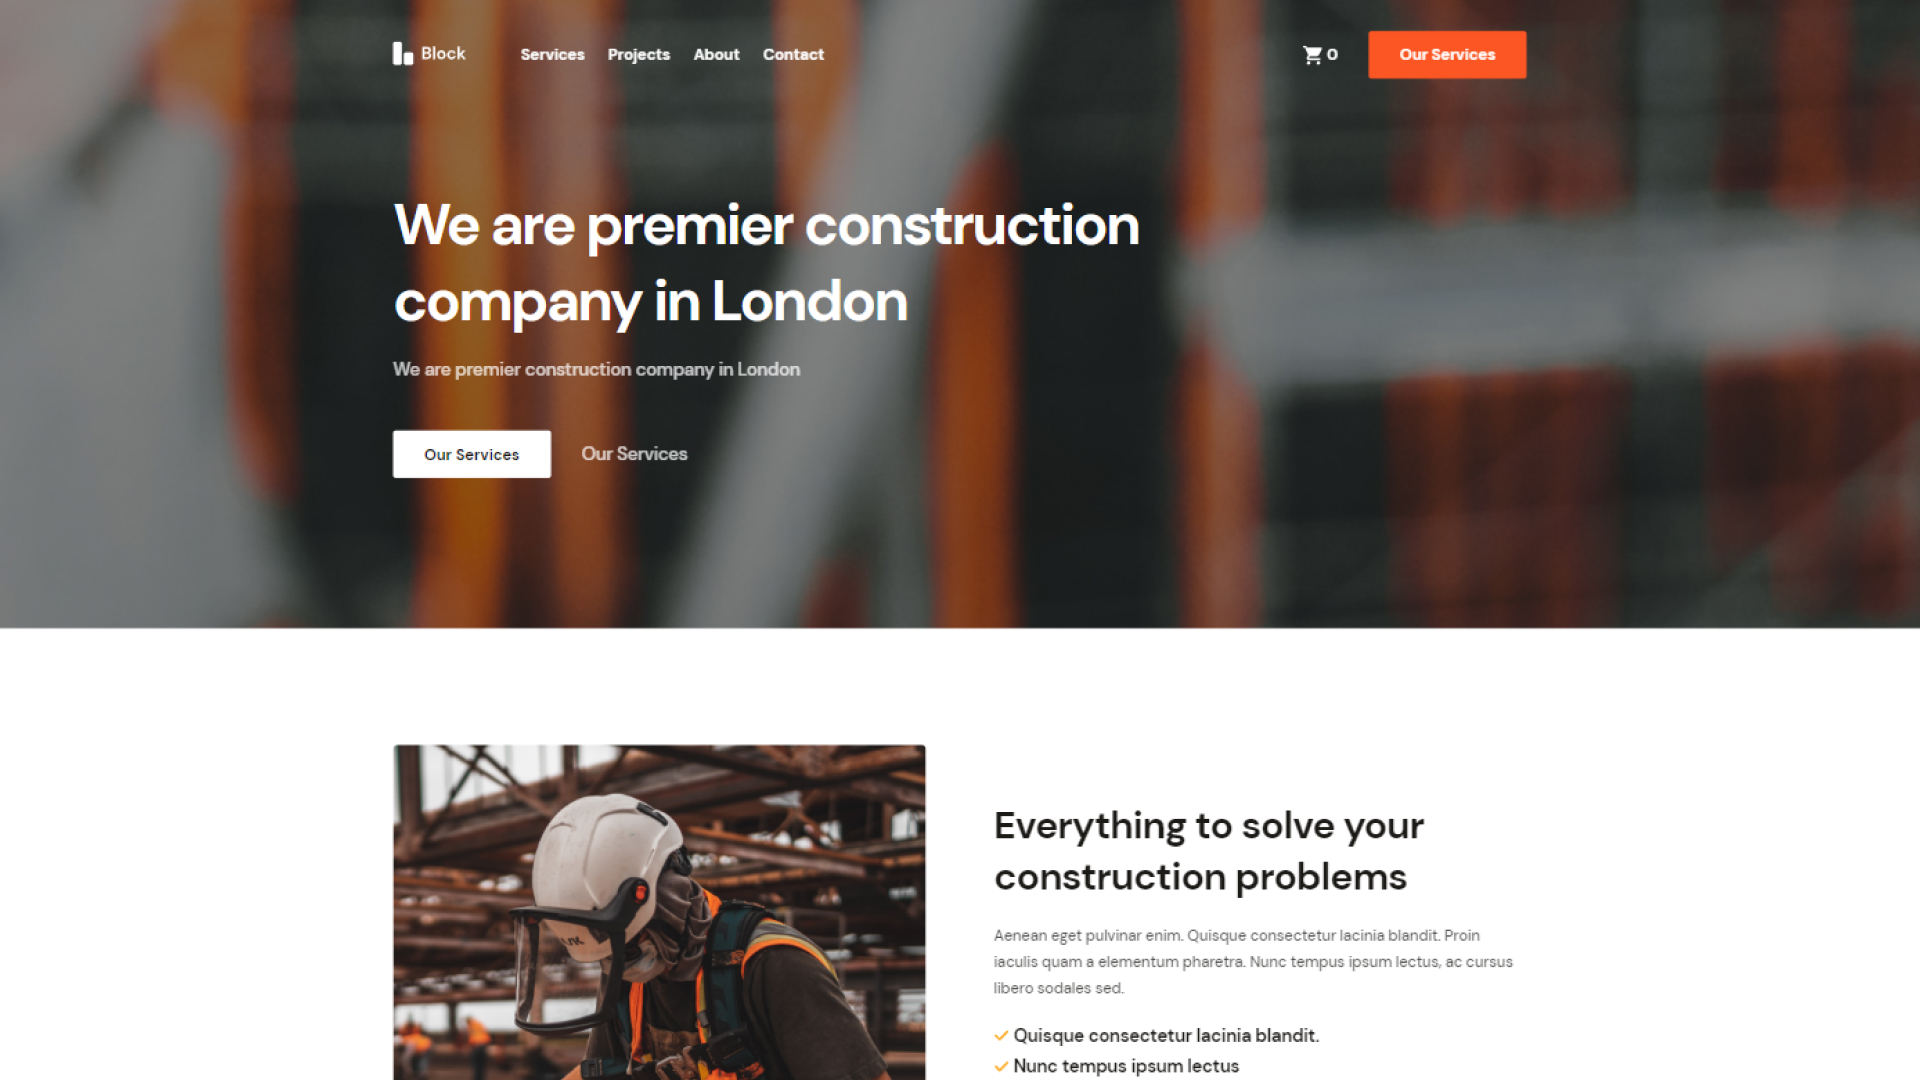 Block
Services
Projects
About
Contact
0
Our Services
We are premier construction
company in London
We are premier construction company in London
Our Services
Our Services
Everything to solve your
construction problems
Aenean eget pulvinar enim. Quisque consectetur lacinia blandit. Proin
iaculis quam a elementum pharetra. Nunc tempus ipsum lectus, ac cursus
libero sodales sed.
Quisque consectetur lacinia blandit.
Nunc tempus ipsum lectus